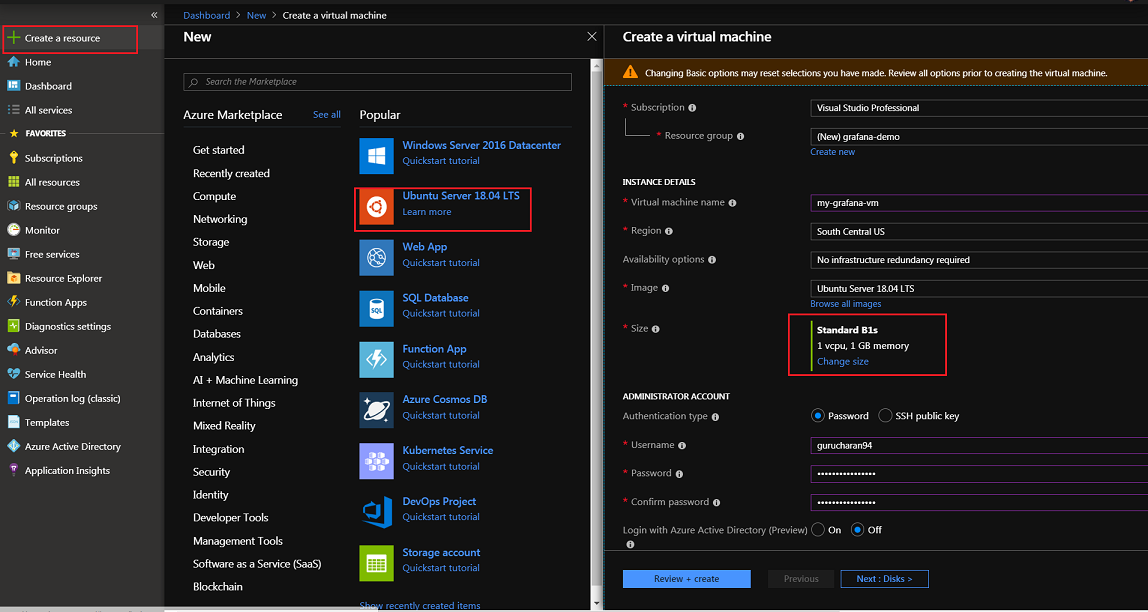 «
Dashboard > New > Create a virtual machine
Create a resource
Home
Dashboard
All services
FAVORITES
Subscriptions
All resources
Resource groups
Monitor
Free services
Resource Explorer
Function Apps
Diagnostics settings
Advisor
Service Health
Operation log (classic)
Templates
Azure Active Directory
Application Insights
New
Search the Marketplace
Azure Marketplace See all
Get started
Recently created
Compute
Networking
Storage
Web
Mobile
Containers
Databases
Analytics
AI + Machine Learning
Internet of Things
Mixed Reality
Integration
Security
Identity
Developer Tools
Management Tools
Software as a Service (SaaS)
Blockchain
Popular
Windows Server 2016 Datacenter
Quickstart tutorial
Ubuntu Server 18.04 LTS
Learn more
Web App
Quickstart tutorial
SQL Database
Quickstart tutorial
Function App
Quickstart tutorial
Azure Cosmos DB
Quickstart tutorial
Kubernetes Service
Quickstart tutorial
DevOps Project
Quickstart tutorial
Storage account
Quickstart tutorial
Show recently created items
Create a virtual machine
Changing Basic options may reset selections you have made. Review all options prior to creating the virtual machine.
* Subscription Visual Studio Professional
* Resource group (New) grafana-demo
Create new
INSTANCE DETAILS
* Virtual machine name my-grafana-vm
* Region South Central US
Availability options No infrastructure redundancy required
* Image Ubuntu Server 18.04 LTS
Browse all images
* Size Standard B1s
1 vcpu, 1 GB memory
Change size
ADMINISTRATOR ACCOUNT
Authentication type Password SSH public key
* Username gurucharan94
* Password ••••••••••••••••
* Confirm password ••••••••••••••••
Login with Azure Active Directory (Preview) On Off
Review + create Previous Next : Disks >